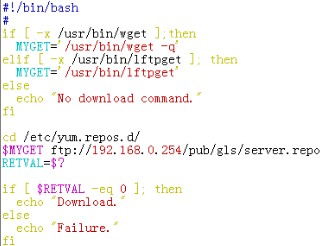 #!/bin/bash
#
if [ -x /usr/bin/wget ];then
  MYGET='/usr/bin/wget -q'
elif [ -x /usr/bin/lftpget ]; then
  MYGET='/usr/bin/lftpget'
else
  echo "No download command."
fi

cd /etc/yum.repos.d/
$MYGET ftp://192.168.0.254/pub/gls/server.repo
RETVAL=$?

if [ $RETVAL -eq 0 ]; then
  echo "Download."
else
  echo "Failure."
fi